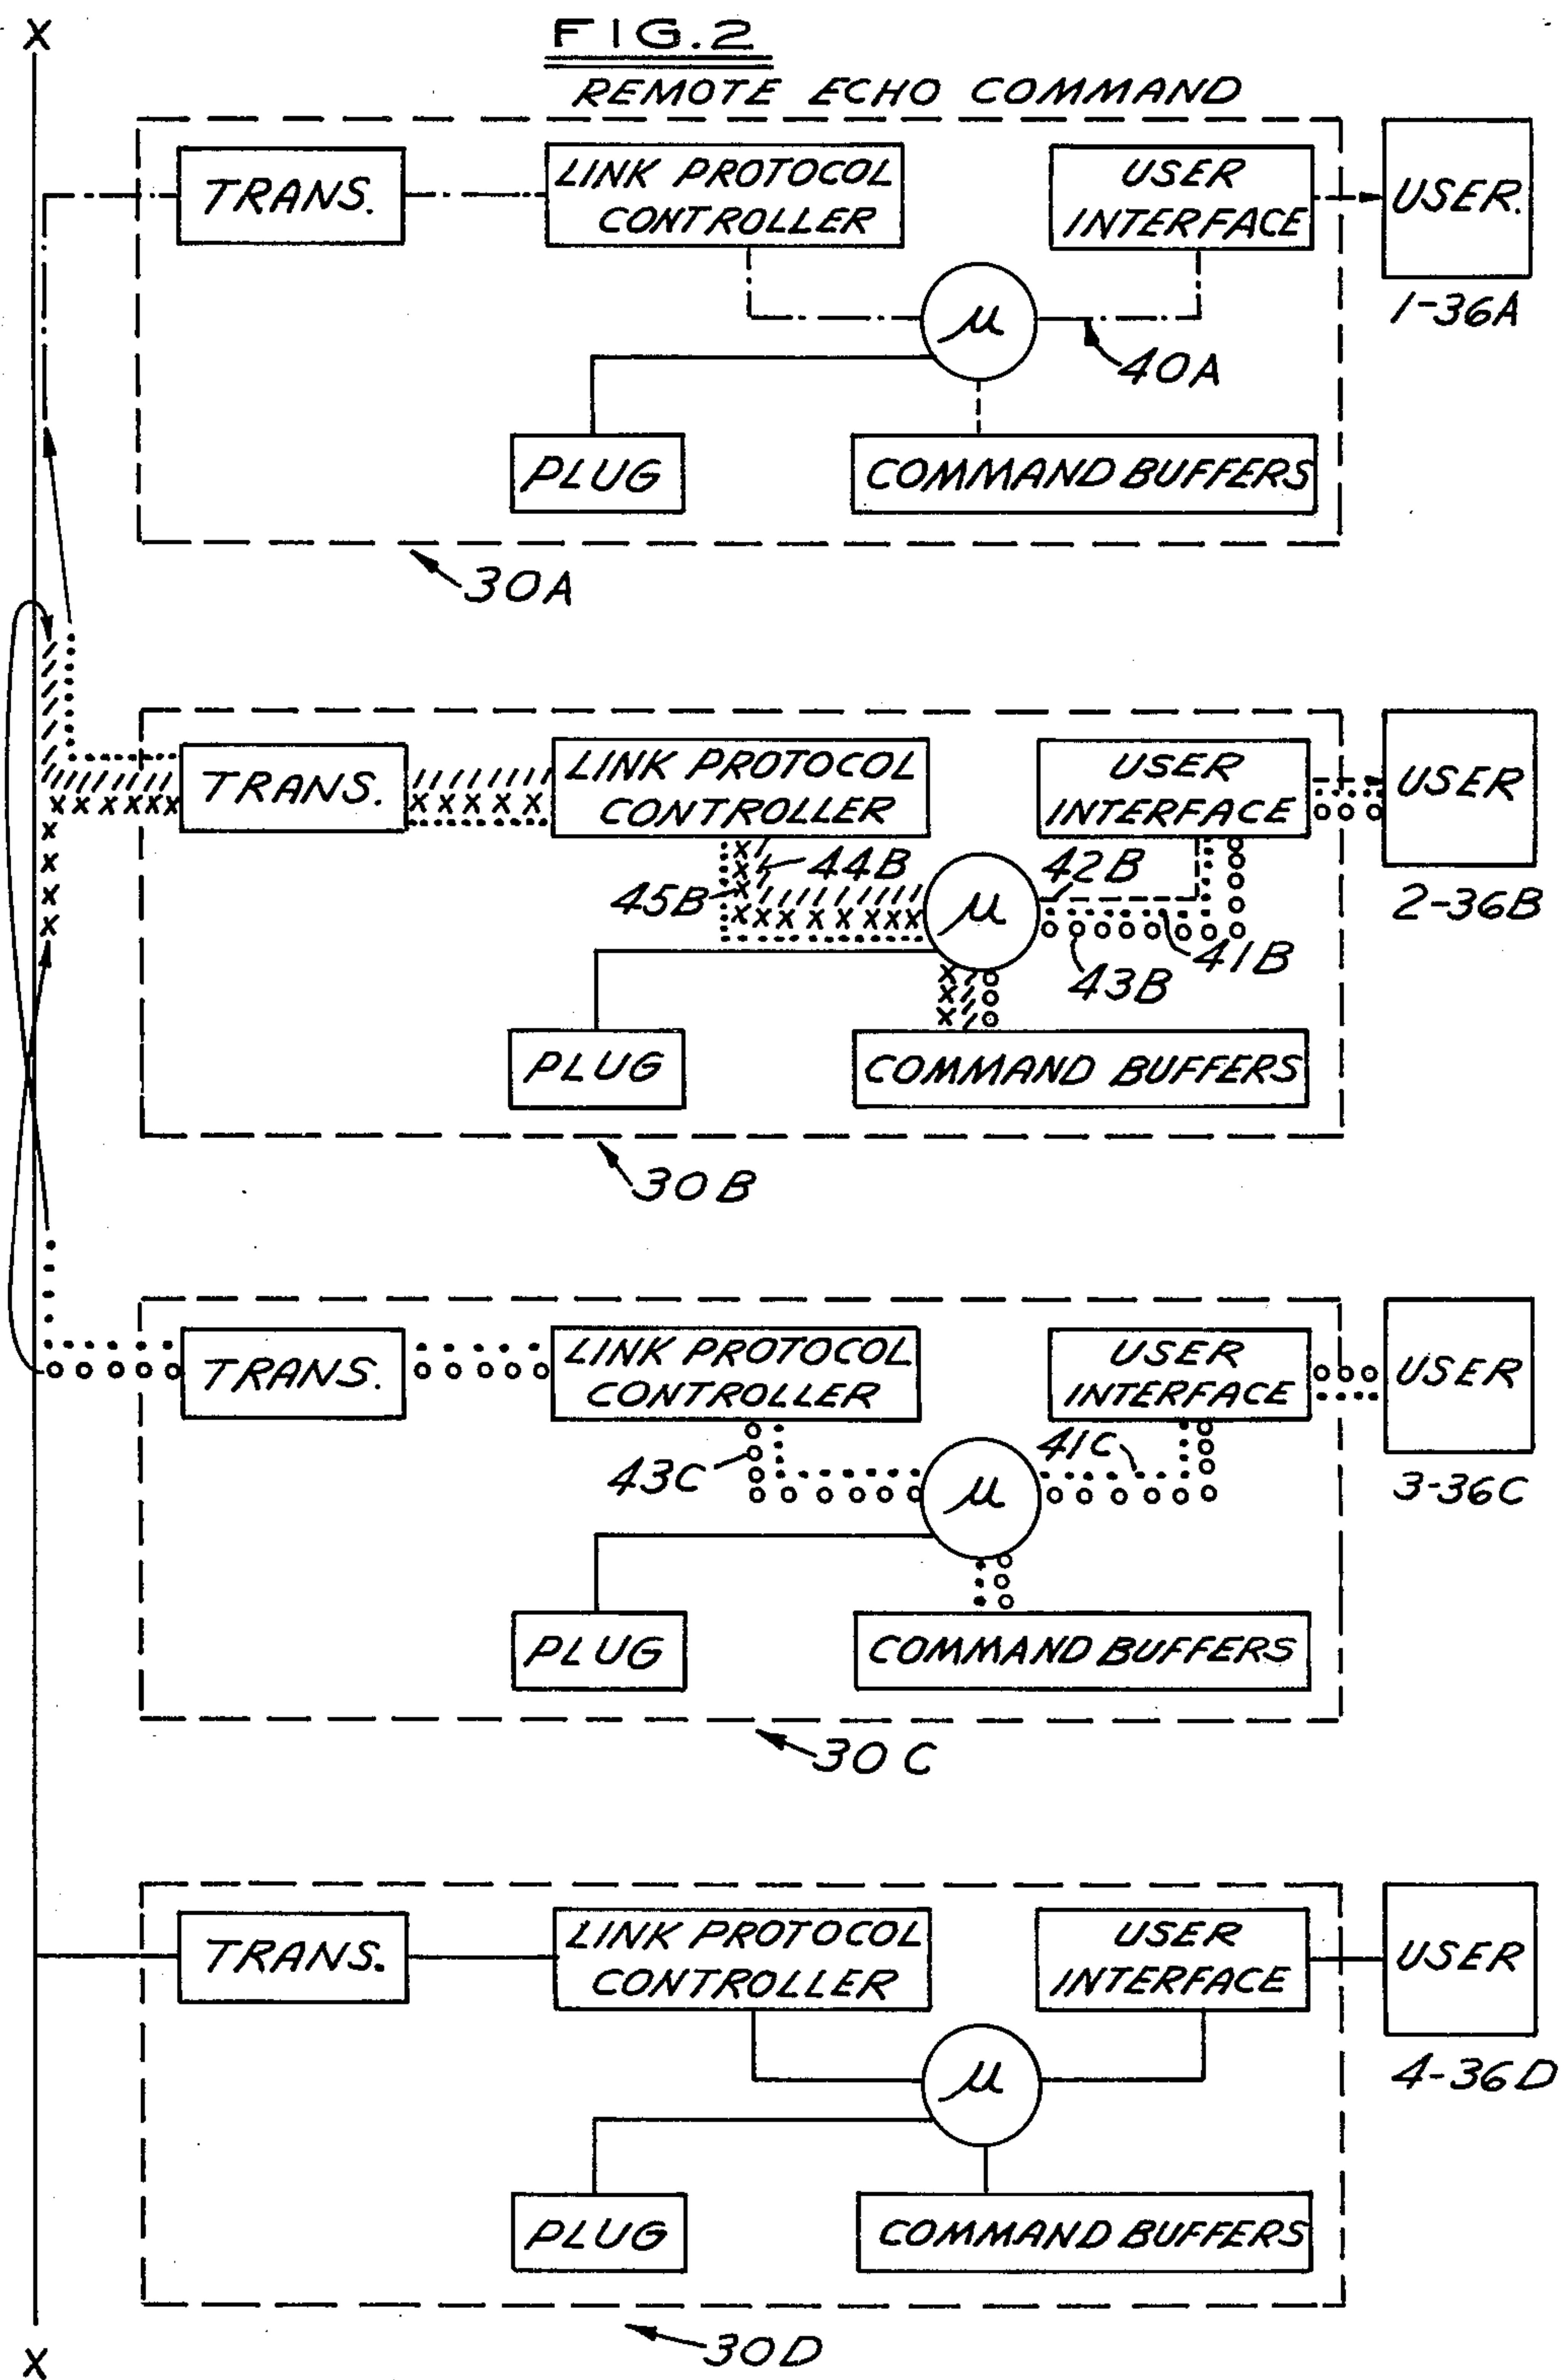 X
FIG.2
REMOTE ECHO COMMAND
TRANS.
LINK PROTOCOL
CONTROLLER
USER
INTERFACE
USER.
1-36A
μ
40A
PLUG
COMMAND BUFFERS
30A
TRANS.
LINK PROTOCOL
CONTROLLER
USER
INTERFACE
USER
2-36B
44B
45B
μ
42B
41B
43B
PLUG
COMMAND BUFFERS
30B
TRANS.
LINK PROTOCOL
CONTROLLER
USER
INTERFACE
USER
3-36C
43C
μ
41C
PLUG
COMMAND BUFFERS
30C
TRANS.
LINK PROTOCOL
CONTROLLER
USER
INTERFACE
USER
4-36D
μ
PLUG
COMMAND BUFFERS
30D
X